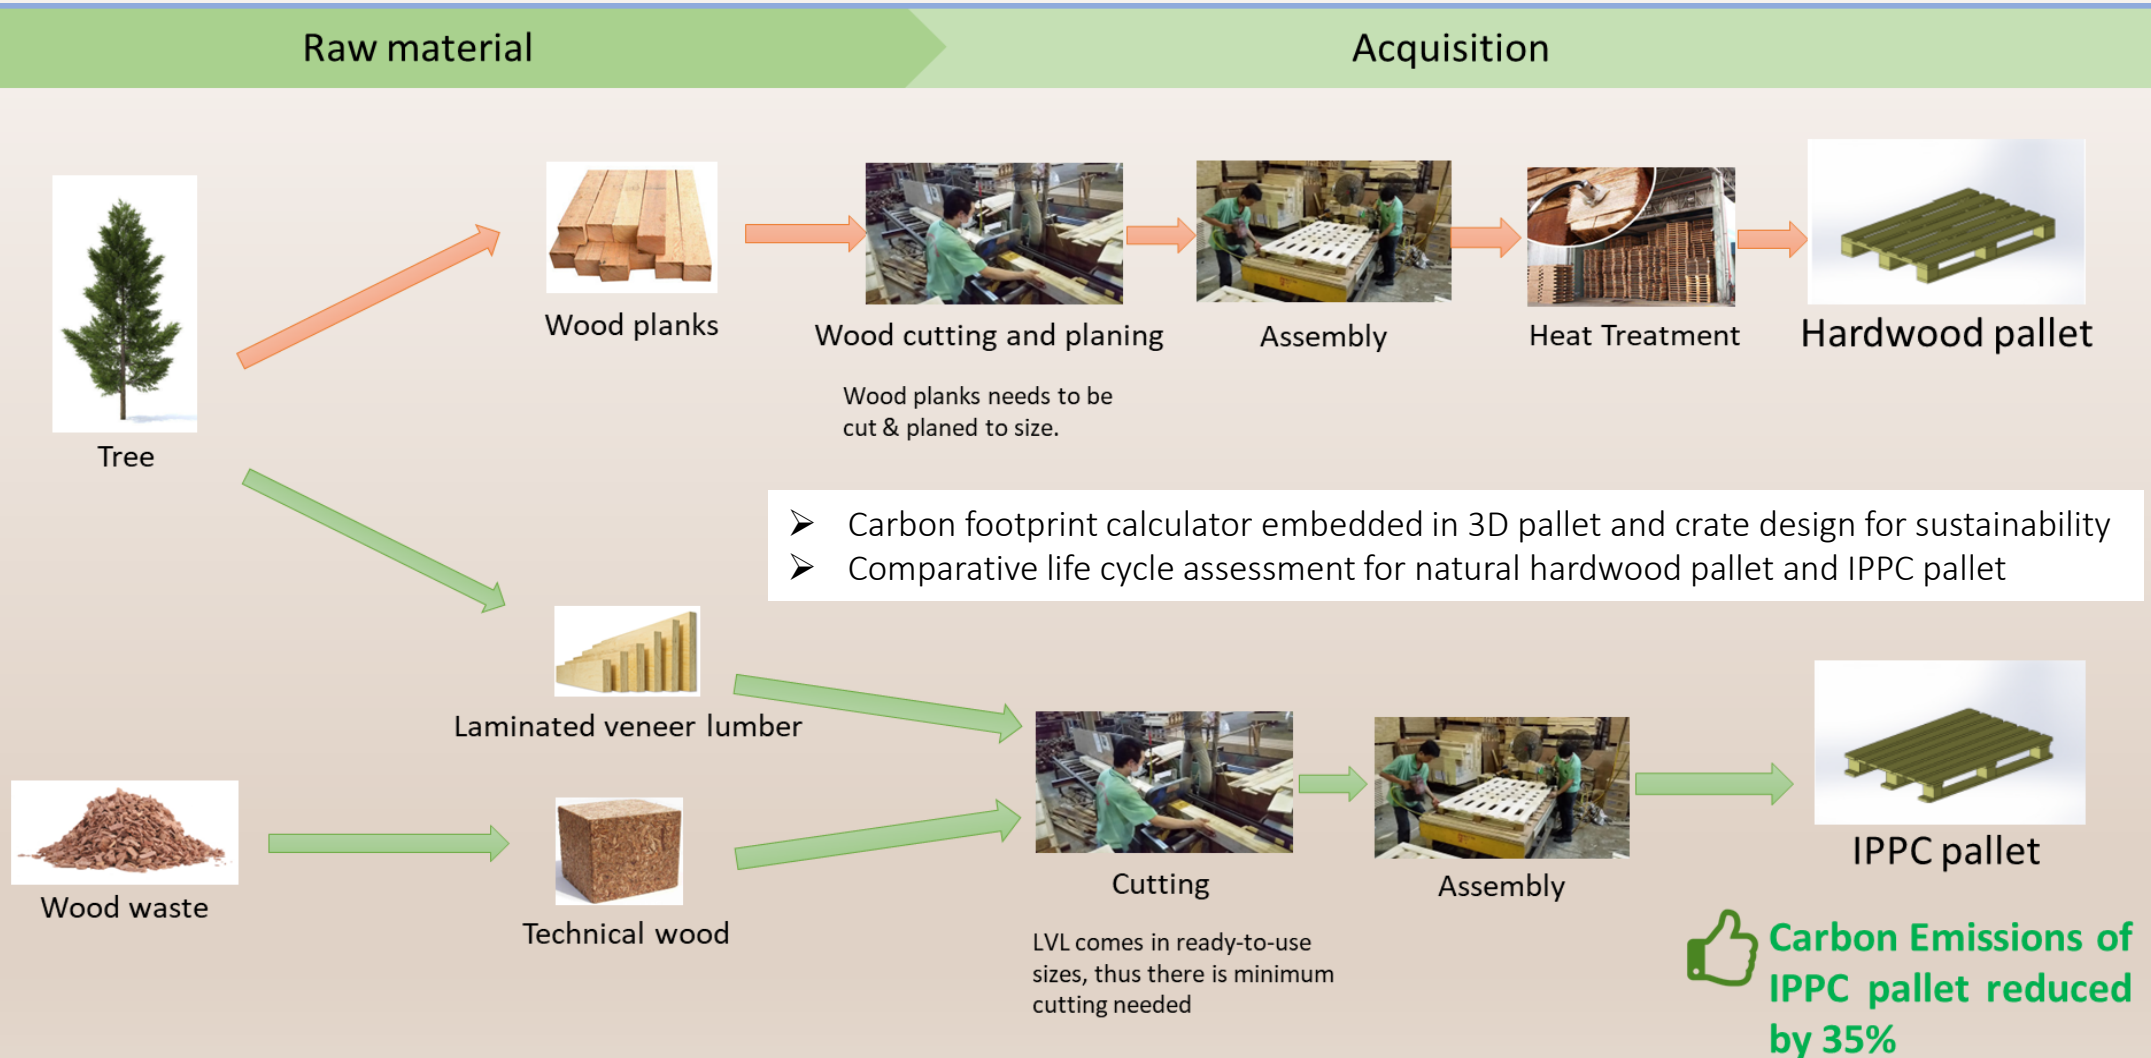 Raw material
Acquisition
Wood planks
Wood cutting and planing
Assembly
Heat Treatment
Hardwood pallet
Wood planks needs to be
cut & planed to size.
Tree
➢ Carbon footprint calculator embedded in 3D pallet and crate design for sustainability
➢ Comparative life cycle assessment for natural hardwood pallet and IPPC pallet
Laminated veneer lumber
Wood waste
Technical wood
Cutting
LVL comes in ready-to-use
sizes, thus there is minimum
cutting needed
Assembly
IPPC pallet
Carbon Emissions of
IPPC pallet reduced
by 35%